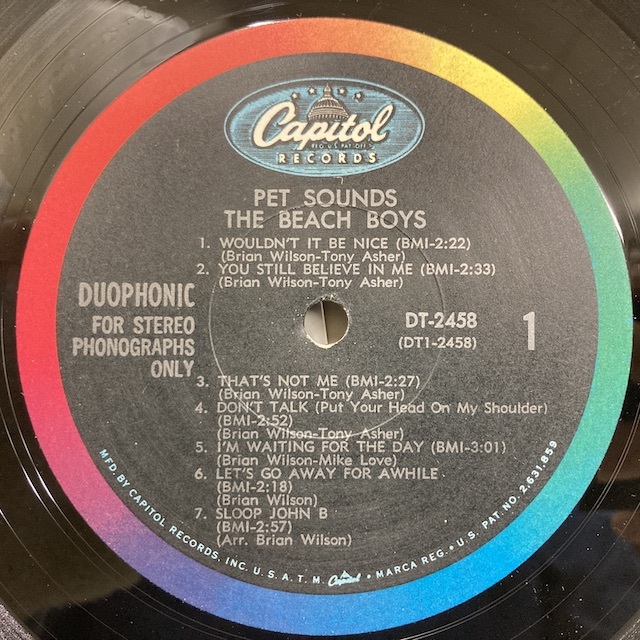 Capitol
REG. U.S. PAT. OFF.
RECORDS
PET SOUNDS
THE BEACH BOYS
1. WOULDN'T IT BE NICE (BMI-2:22)
(Brian Wilson-Tony Asher)
2. YOU STILL BELIEVE IN ME (BMI-2:33)
(Brian Wilson-Tony Asher)
DUOPHONIC
FOR STEREO
PHONOGRAPHS
ONLY
DT-2458
(DT1-2458)
1
3. THAT'S NOT ME (BMI-2:27)
(Brian Wilson-Tony Asher)
4. DON'T TALK (Put Your Head On My Shoulder)
(BMI-2:52)
(Brian Wilson-Tony Asher)
5. I'M WAITING FOR THE DAY (BMI-3:01)
(Brian Wilson-Mike Love)
6. LET'S GO AWAY FOR AWHILE
(BMI-2:18)
(Brian Wilson)
7. SLOOP JOHN B
(BMI-2:57)
(Arr. Brian Wilson)
MFD. BY CAPITOL RECORDS, INC. U.S.A. T.M. Capitol • MARCA REG. • U.S. PAT. NO. 2,631,859